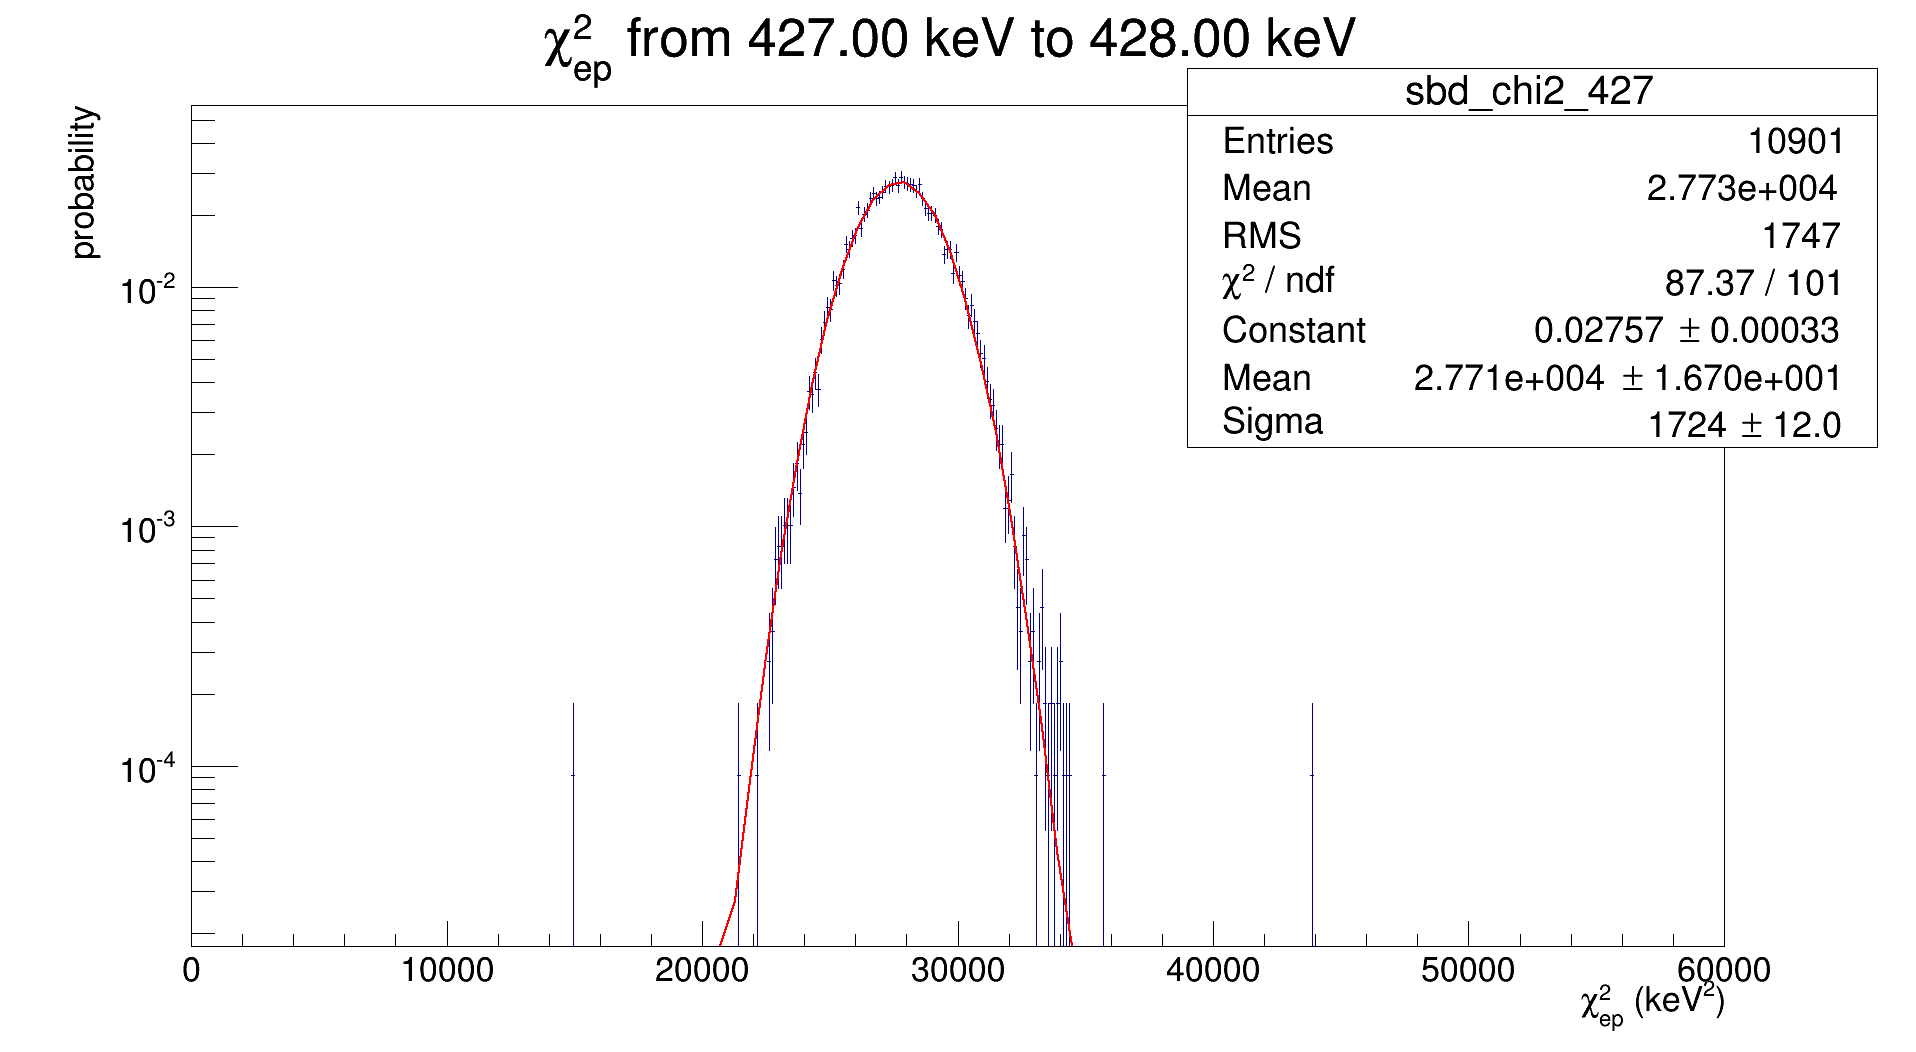 χ²ep from 427.00 keV to 428.00 keV
sbd_chi2_427
Entries 10901
Mean 2.773e+004
RMS 1747
χ² / ndf 87.37 / 101
Constant 0.02757 ± 0.00033
Mean 2.771e+004 ± 1.670e+001
Sigma 1724 ± 12.0
probability
10⁻²
10⁻³
10⁻⁴
0 10000 20000 30000 40000 50000 60000
χ²ep (keV²)